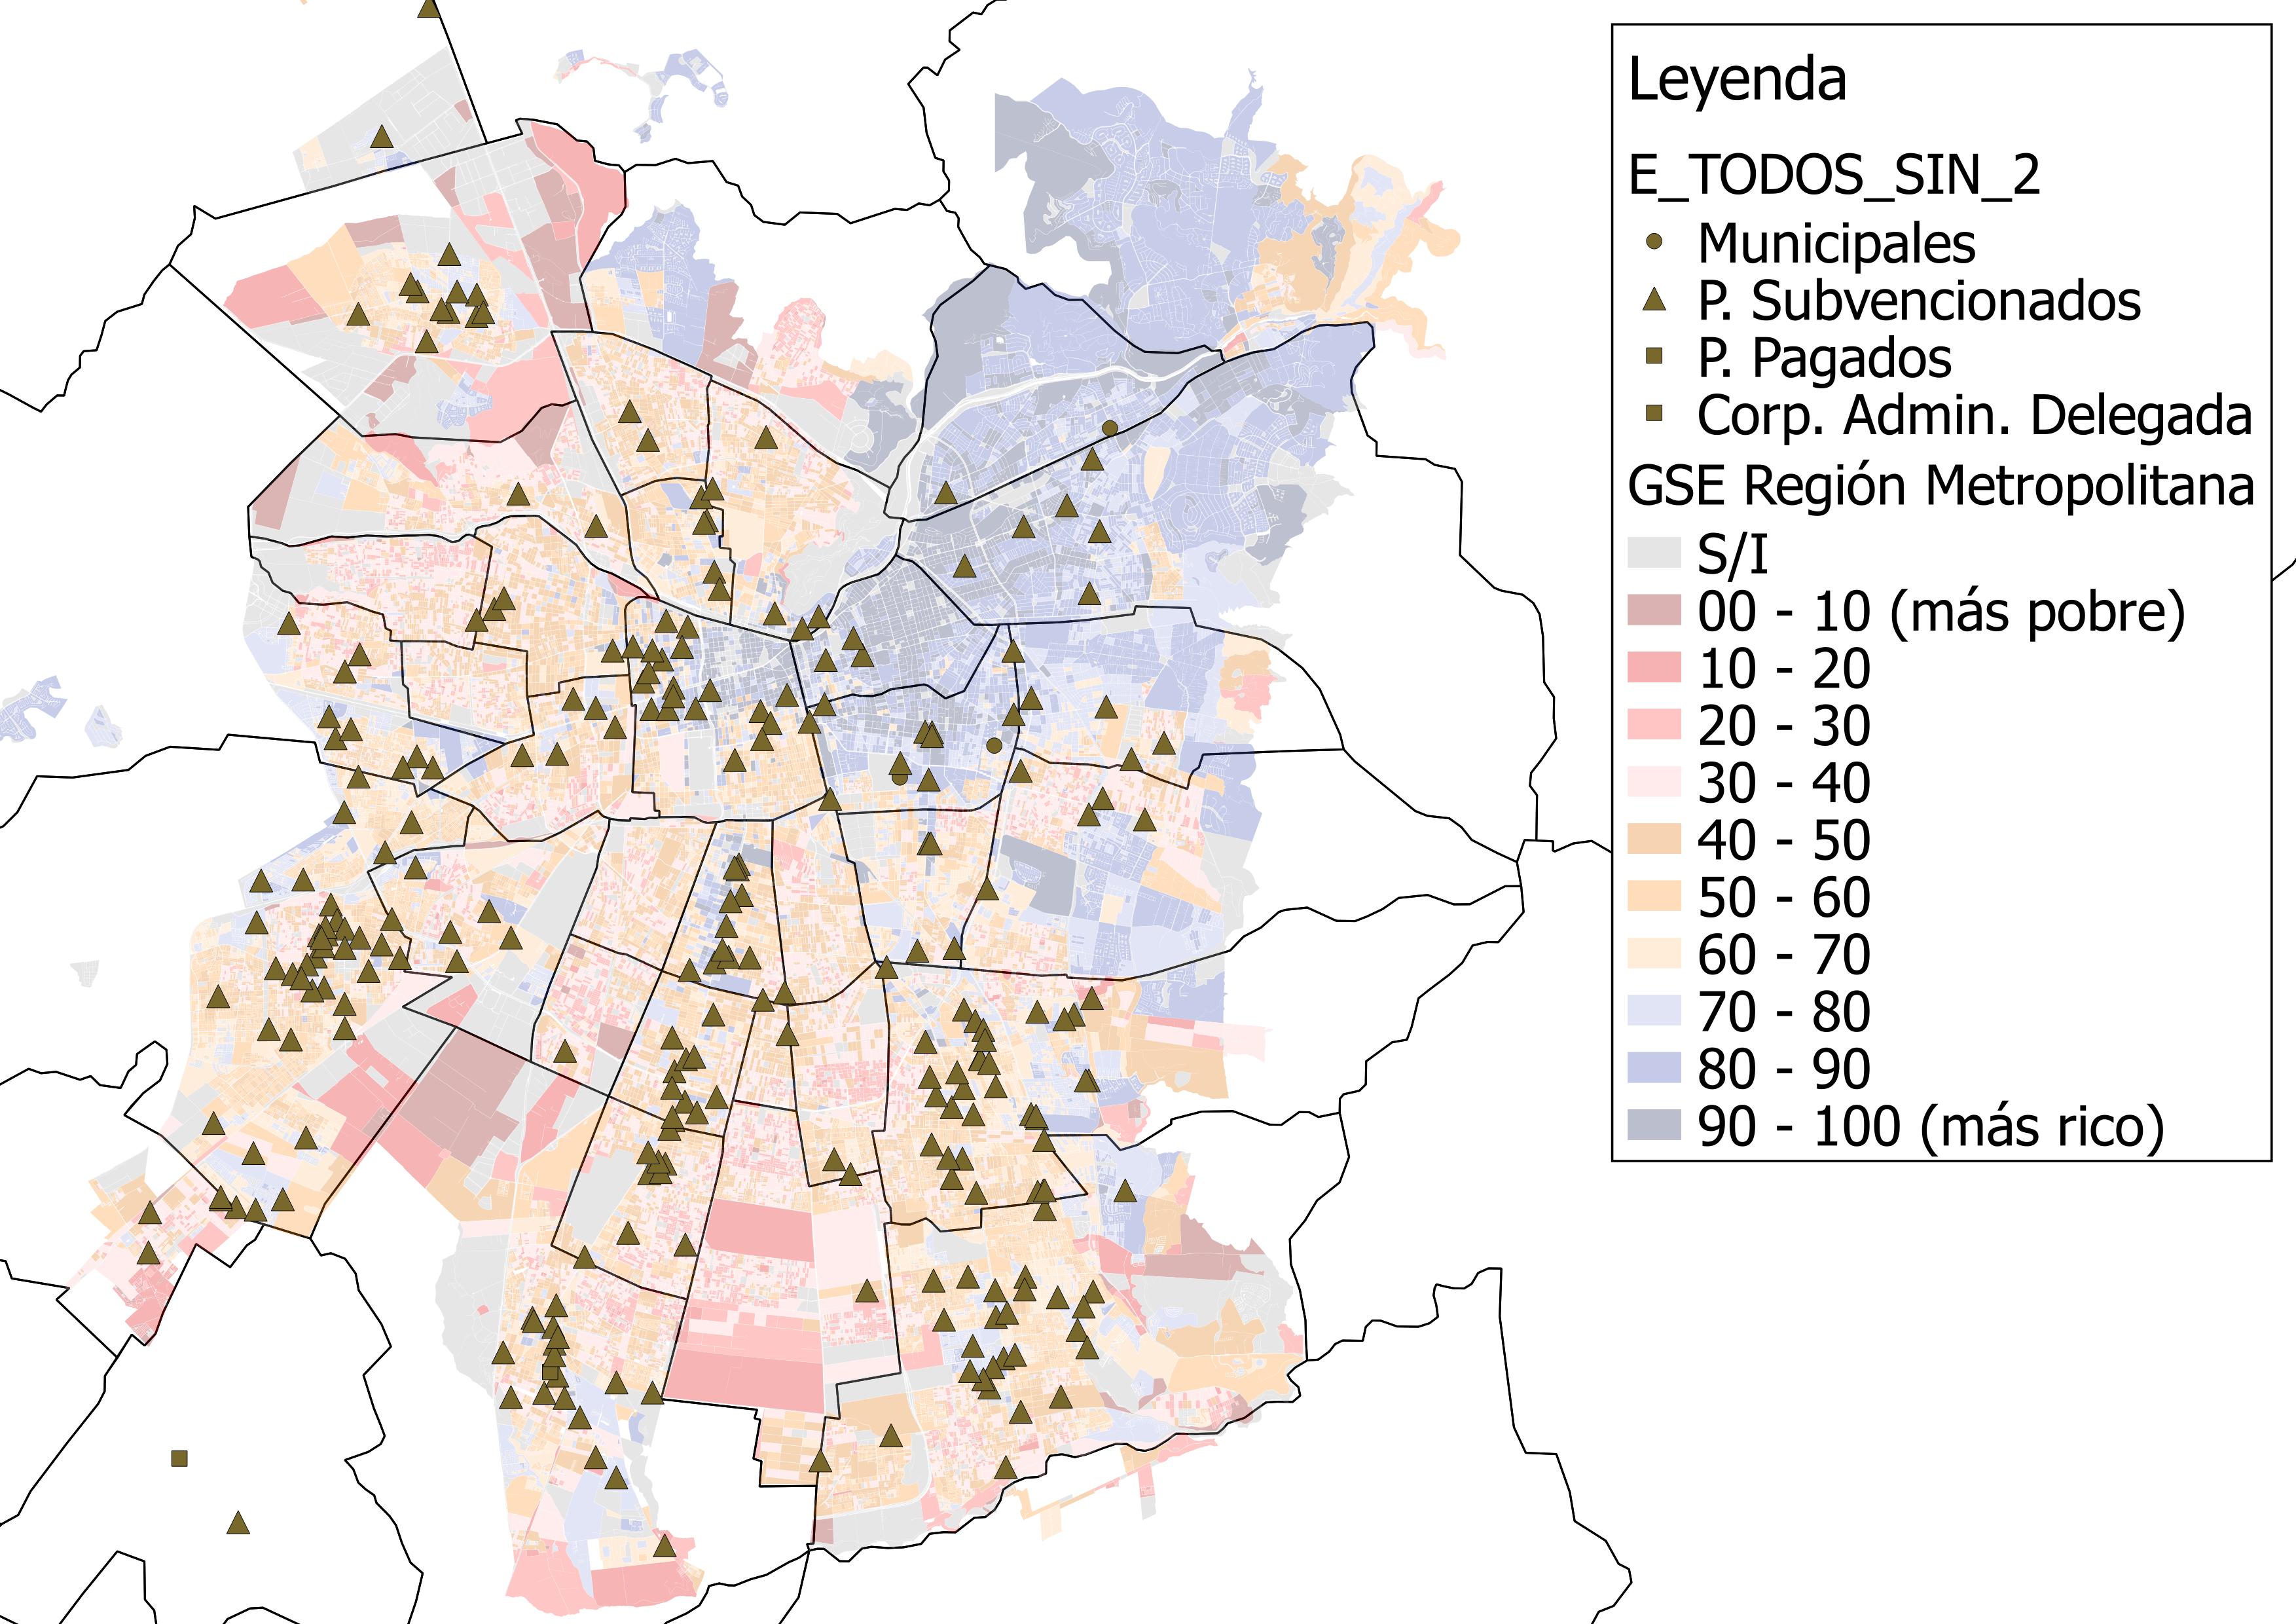 Leyenda
E_TODOS_SIN_2
Municipales
P. Subvencionados
P. Pagados
Corp. Admin. Delegada
GSE Región Metropolitana
S/I
00 - 10 (más pobre)
10 - 20
20 - 30
30 - 40
40 - 50
50 - 60
60 - 70
70 - 80
80 - 90
90 - 100 (más rico)